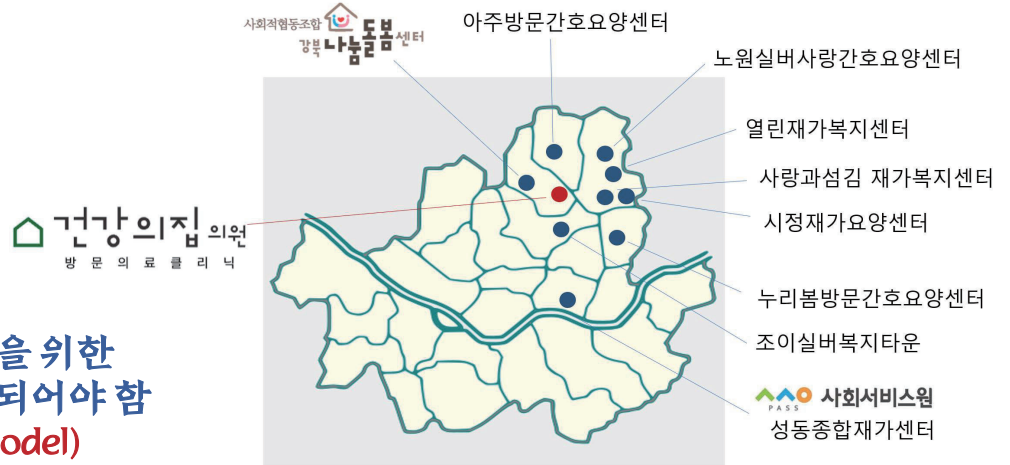 사회적협동조합
강북 나눔돌봄센터
아주방문간호요양센터
노원실버사랑간호요양센터
열린재가복지센터
사랑과섬김 재가복지센터
시정재가요양센터
건강의집 의원
방문의료클리닉
누리봄방문간호요양센터
조이실버복지타운
을 위한
되어야 함
odel)
PASS 사회서비스원
성동종합재가센터